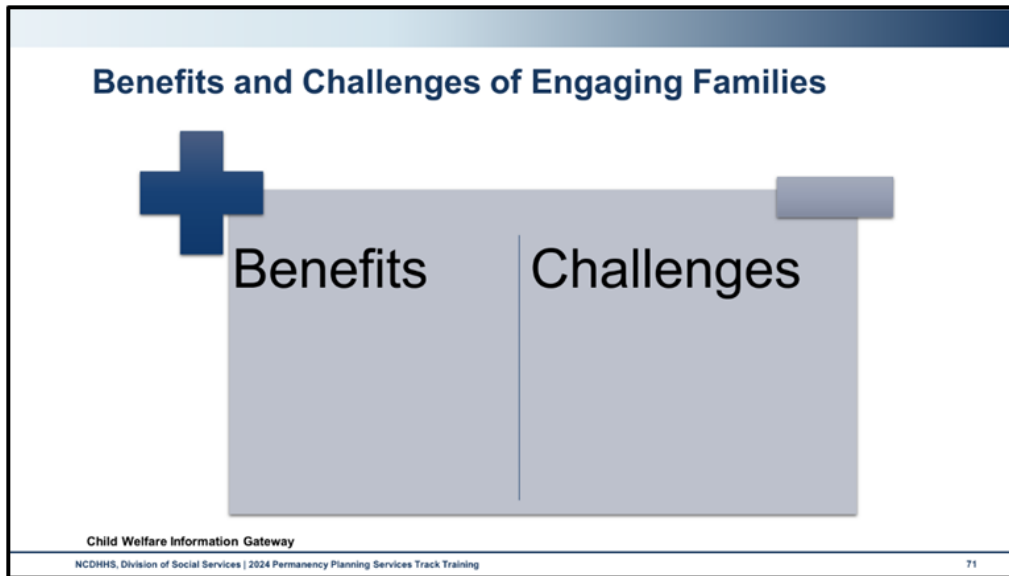 Benefits and Challenges of Engaging Families
Benefits
Challenges
Child Welfare Information Gateway
NCDHHS, Division of Social Services | 2024 Permanency Planning Services Track Training
71